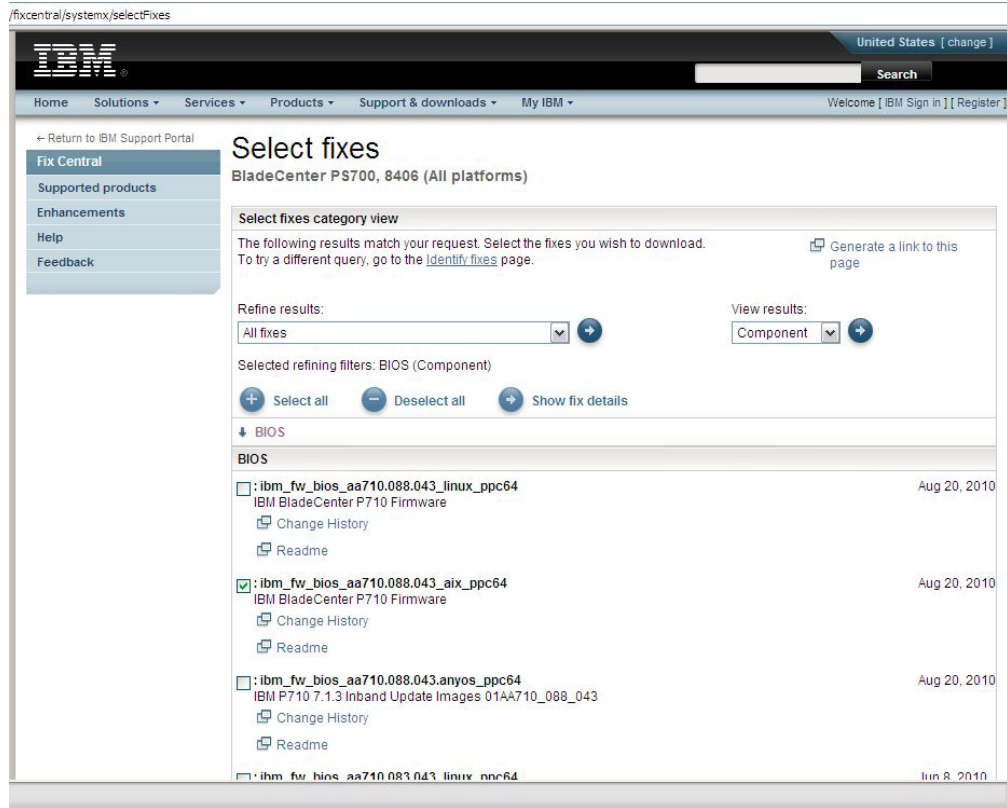 /fixcentral/systemx/selectFixes
United States [ change ]
IBM®
Search
Home Solutions Services Products Support & downloads My IBM Welcome [ IBM Sign in ] [ Register ]
← Return to IBM Support Portal
Fix Central
Supported products
Enhancements
Help
Feedback
Select fixes
BladeCenter PS700, 8406 (All platforms)
Select fixes category view
The following results match your request. Select the fixes you wish to download.
To try a different query, go to the Identify fixes page.
Generate a link to this
page
Refine results:
All fixes
View results:
Component
Selected refining filters: BIOS (Component)
Select all Deselect all Show fix details
BIOS
BIOS
: ibm_fw_bios_aa710.088.043_linux_ppc64 Aug 20, 2010
IBM BladeCenter P710 Firmware
Change History
Readme
: ibm_fw_bios_aa710.088.043_aix_ppc64 Aug 20, 2010
IBM BladeCenter P710 Firmware
Change History
Readme
: ibm_fw_bios_aa710.088.043.anyos_ppc64 Aug 20, 2010
IBM P710 7.1.3 Inband Update Images 01AA710_088_043
Change History
Readme
: ibm_fw_bios_aa710.083.043_linux_ppc64 Jun 8, 2010